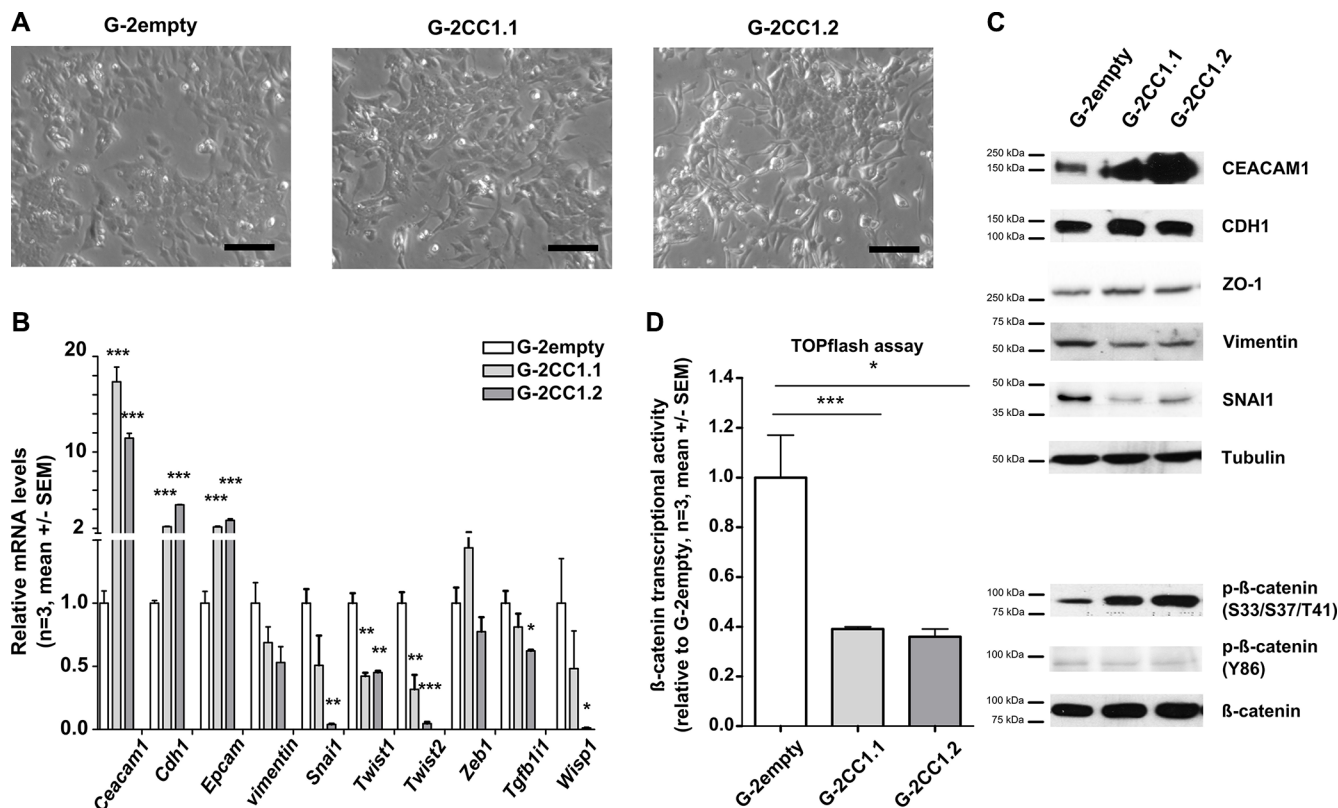 A
G-2empty
G-2CC1.1
G-2CC1.2
B
Relative mRNA levels
(n=3, mean +/- SEM)
20
10
2
1.0
0.5
0.0
G-2empty
G-2CC1.1
G-2CC1.2
***
***
***
***
***
***
**
**
**
**
***
*
*
Ceacam1
Cdh1
Epcam
vimentin
Snai1
Twist1
Twist2
Zeb1
Tgfb1i1
Wisp1
C
G-2empty
G-2CC1.1
G-2CC1.2
250 kDa
150 kDa
CEACAM1
150 kDa
100 kDa
CDH1
250 kDa
ZO-1
75 kDa
50 kDa
Vimentin
50 kDa
35 kDa
SNAI1
50 kDa
Tubulin
100 kDa
75 kDa
p-ß-catenin
(S33/S37/T41)
100 kDa
p-ß-catenin
(Y86)
100 kDa
75 kDa
ß-catenin
D
TOPflash assay
*
***
ß-catenin transcriptional activity
(relative to G-2empty, n=3, mean +/- SEM)
1.4
1.2
1.0
0.8
0.6
0.4
0.2
0.0
G-2empty
G-2CC1.1
G-2CC1.2